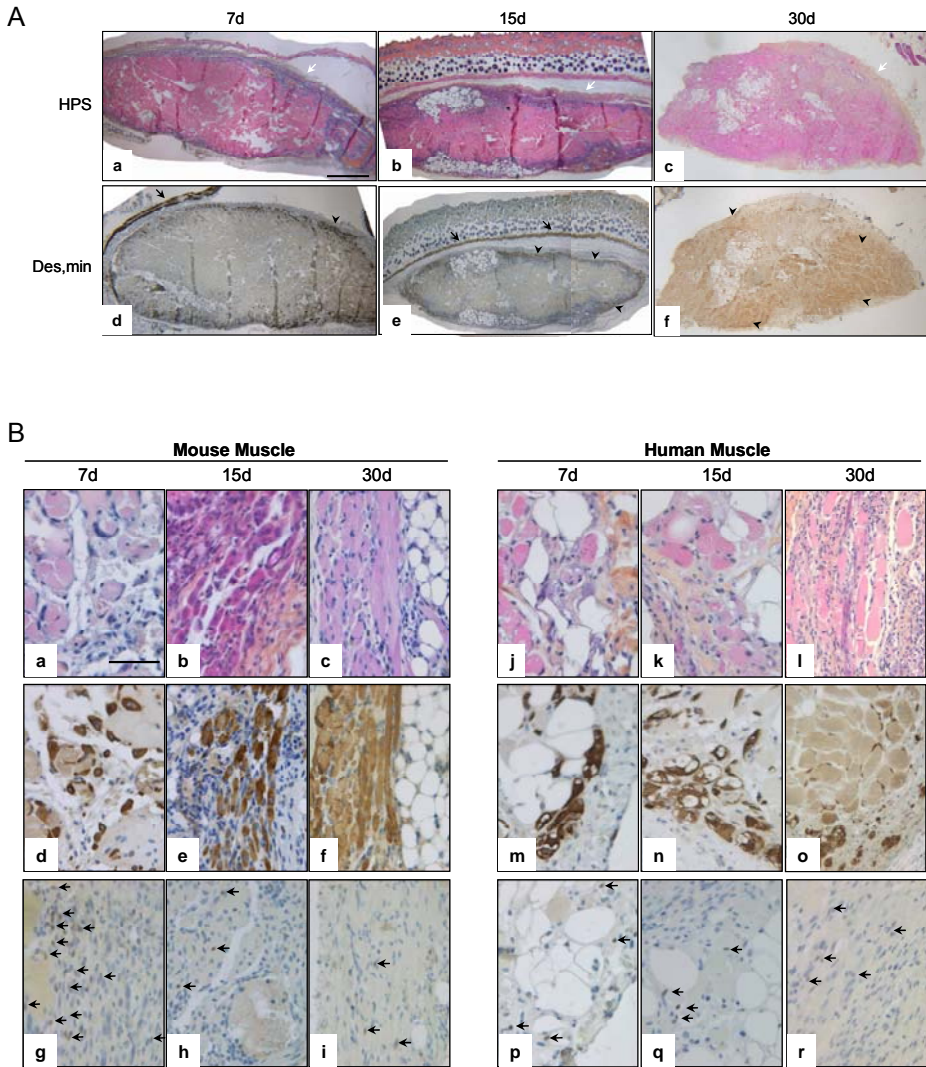 A
7d 15d 30d
HPS
a b c
Des,min
d e f
B
Mouse Muscle Human Muscle
7d 15d 30d 7d 15d 30d
a b c j k l
d e f m n o
g h i p q r